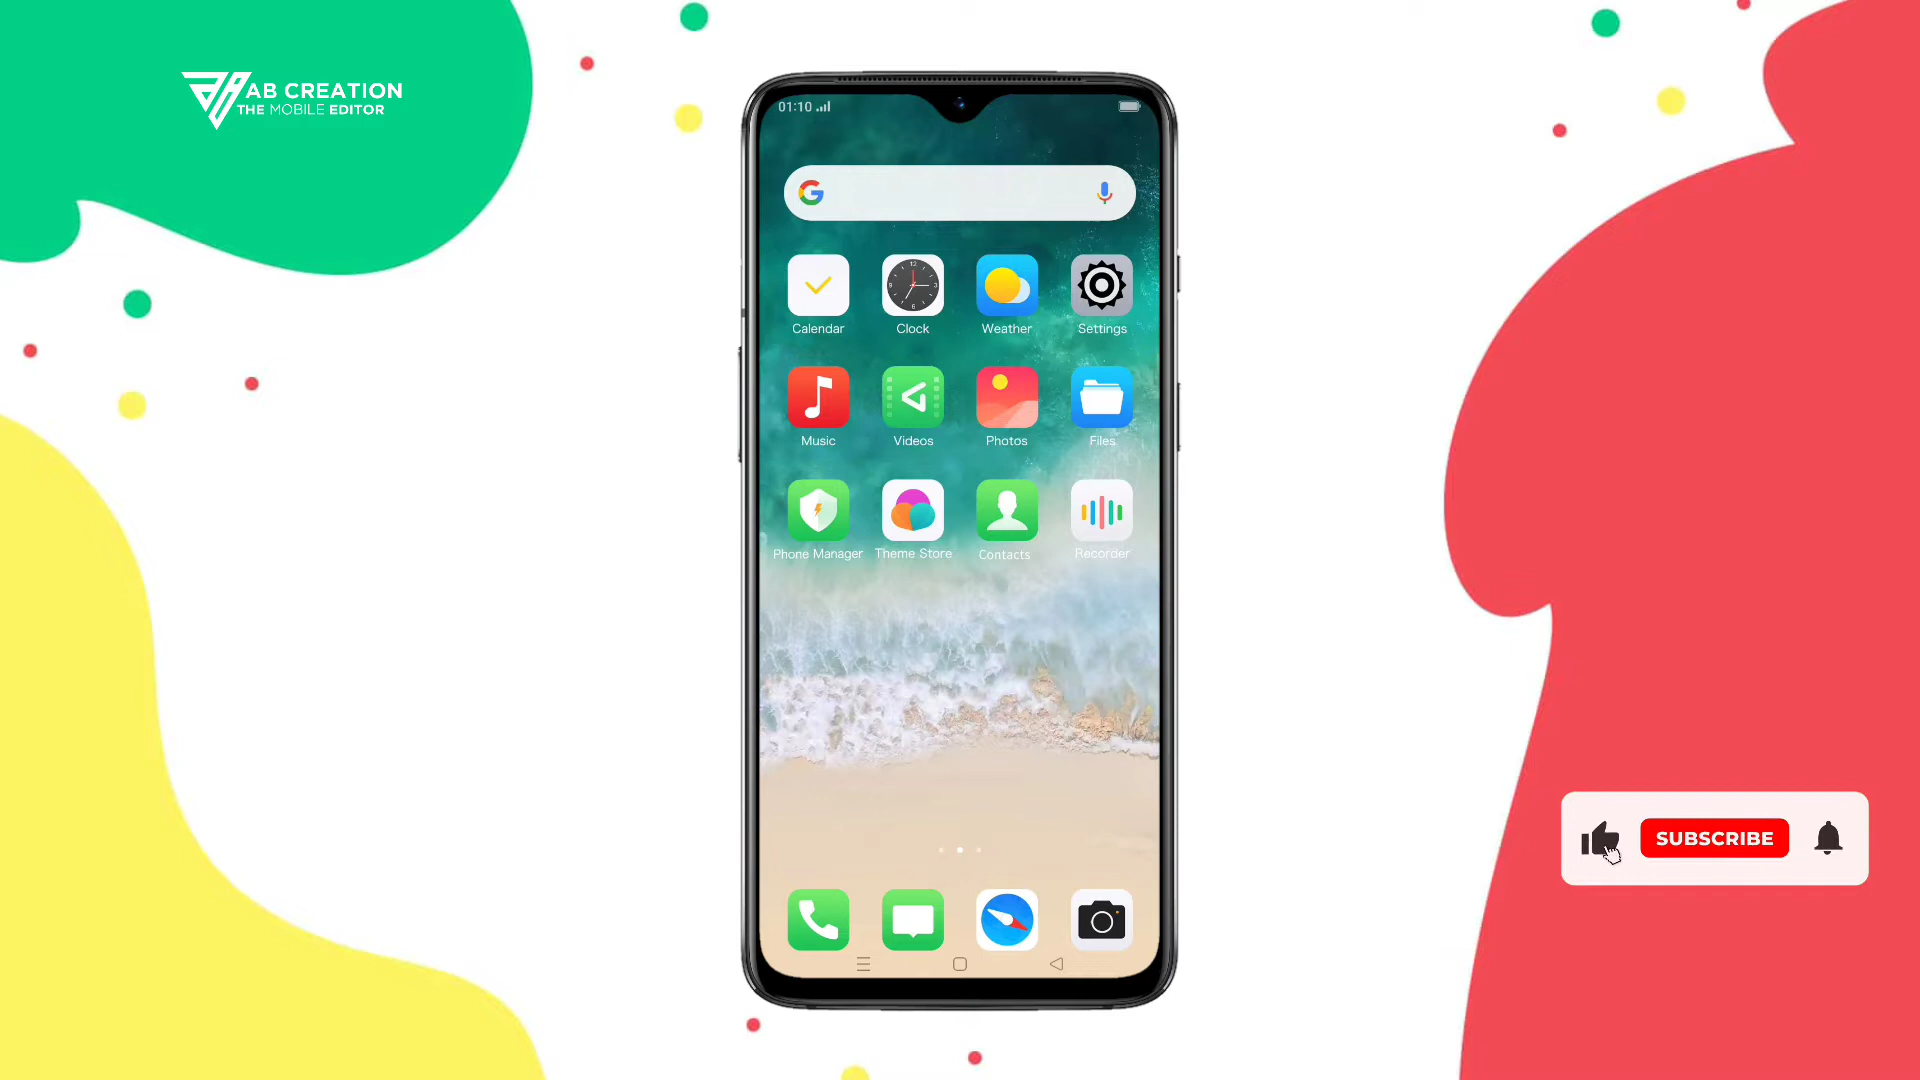 AB CREATION
THE MOBILE EDITOR
01:10
Calendar
Clock
Weather
Settings
Music
Videos
Photos
Files
Phone Manager
Theme Store
Contacts
Recorder
SUBSCRIBE